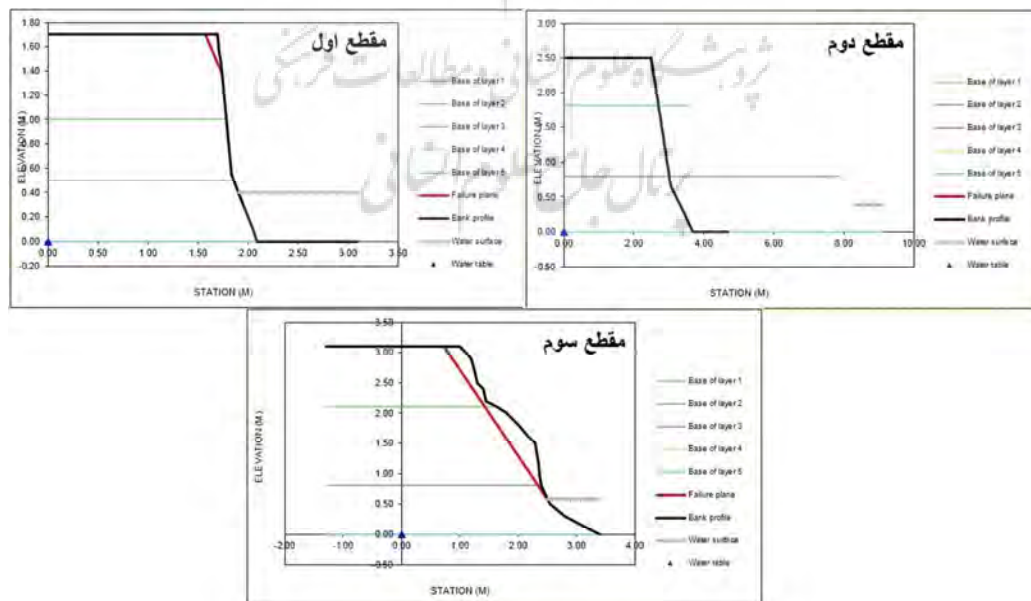 مقطع اول
1.80
1.60
1.40
1.20
1.00
0.80
0.60
0.40
0.20
0.00
-0.20
ELEVATION (M)
0.50
1.00
1.50
2.00
2.50
3.00
STATION (M)
Base of layer 1
Base of layer 2
Base of layer 3
Base of layer 4
Base of layer 5
Failure plane
Bank profile
Water surface
Water table
مقطع دوم
3.00
2.50
2.00
1.50
1.00
0.50
0.00
ELEVATION (M)
0.00
2.00
4.00
6.00
8.00
10.00
STATION (M)
Base of layer 1
Base of layer 2
Base of layer 3
Base of layer 4
Base of layer 5
Failure plane
Bank profile
Water surface
Water table
پژوهشگاه علوم انسانی و مطالعات فرهنگی
پرتال جامع علوم انسانی
مقطع سوم
3.50
3.00
2.50
2.00
1.50
1.00
0.50
0.00
ELEVATION (M)
-2.00
-1.00
0.00
1.00
2.00
3.00
4.00
STATION (M)
Base of layer 1
Base of layer 2
Base of layer 3
Base of layer 4
Base of layer 5
Failure plane
Bank profile
Water surface
Water table